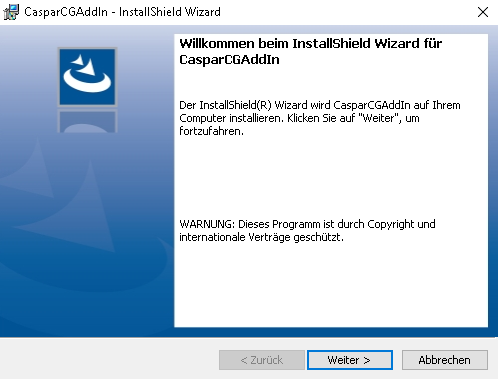 CasparCGAddIn - InstallShield Wizard
Willkommen beim InstallShield Wizard für
CasparCGAddIn
Der InstallShield(R) Wizard wird CasparCGAddIn auf Ihrem
Computer installieren. Klicken Sie auf "Weiter", um
fortzufahren.
WARNUNG: Dieses Programm ist durch Copyright und
internationale Verträge geschützt.
< Zurück
Weiter >
Abbrechen